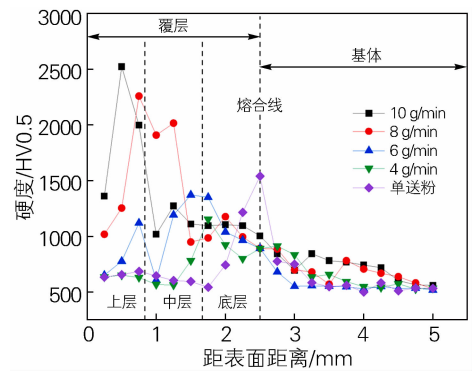 3000
2500
2000
1500
1000
500
硬度/HV0.5
覆层
基体
熔合线
10 g/min
8 g/min
6 g/min
4 g/min
单送粉
上层
中层
底层
0 1 2 3 4 5
距表面距离/mm